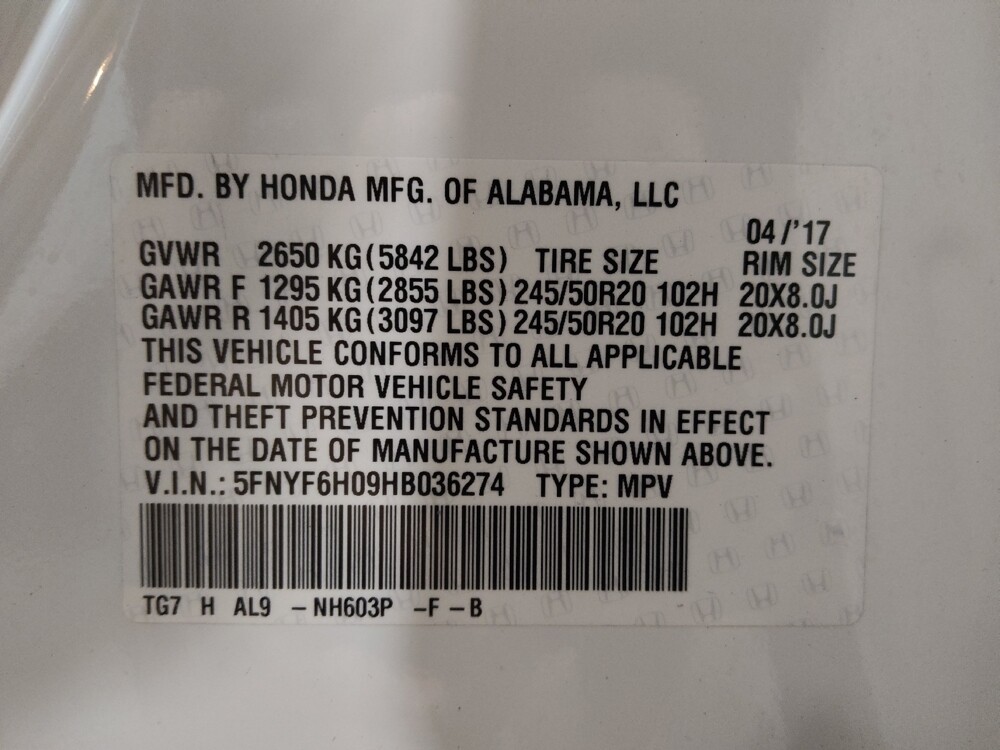 MFD. BY HONDA MFG. OF ALABAMA, LLC
04/'17
GVWR 2650 KG(5842 LBS) TIRE SIZE RIM SIZE
GAWR F 1295 KG(2855 LBS)245/50R20 102H 20X8.0J
GAWR R 1405 KG(3097 LBS)245/50R20 102H 20X8.0J
THIS VEHICLE CONFORMS TO ALL APPLICABLE
FEDERAL MOTOR VEHICLE SAFETY
AND THEFT PREVENTION STANDARDS IN EFFECT
ON THE DATE OF MANUFACTURE SHOWN ABOVE.
V.I.N.: 5FNYF6H09HB036274 TYPE: MPV
TG7 H AL9 –NH603P –F –B